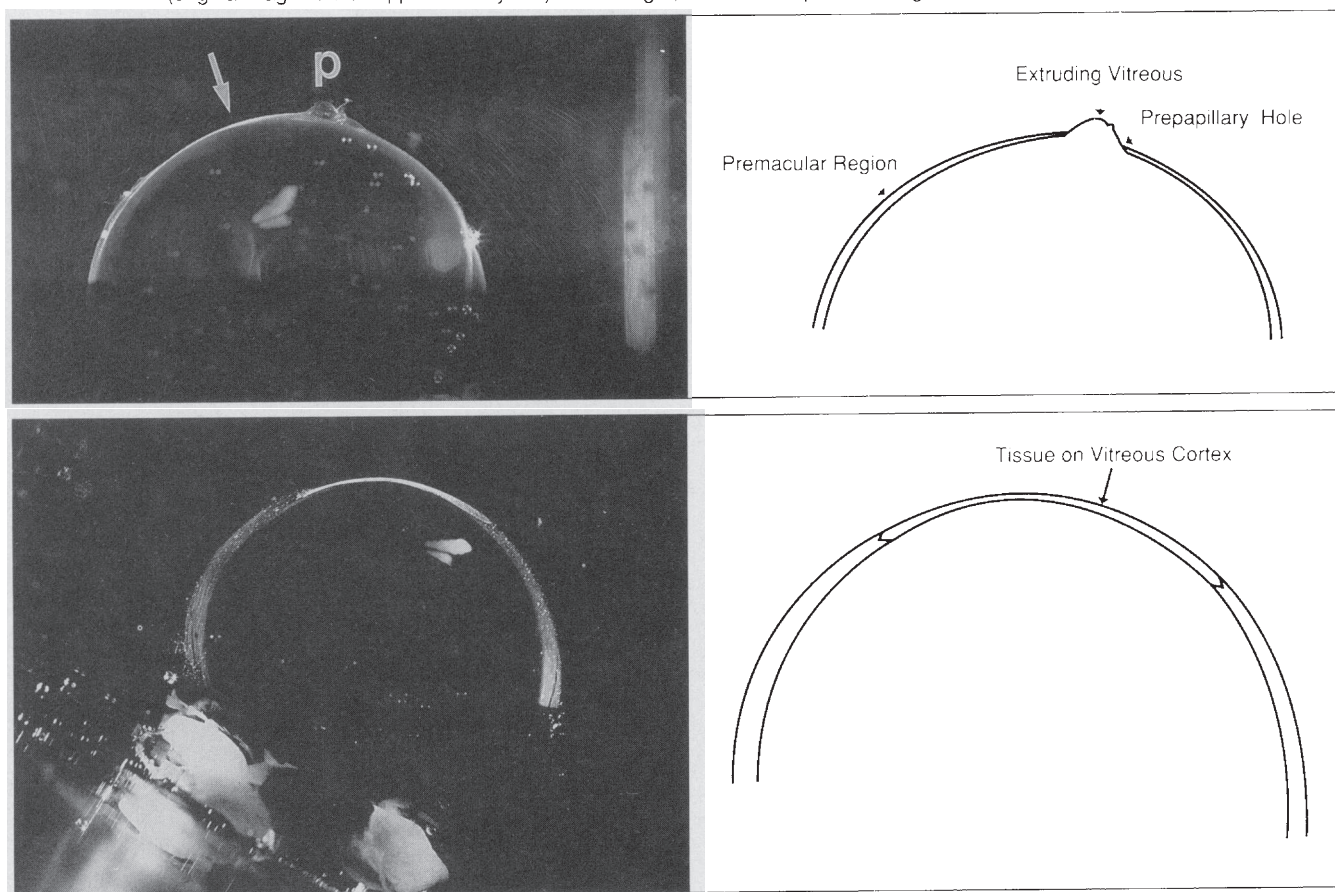 p
Extruding Vitreous
Prepapillary Hole
Premacular Region
Tissue on Vitreous Cortex